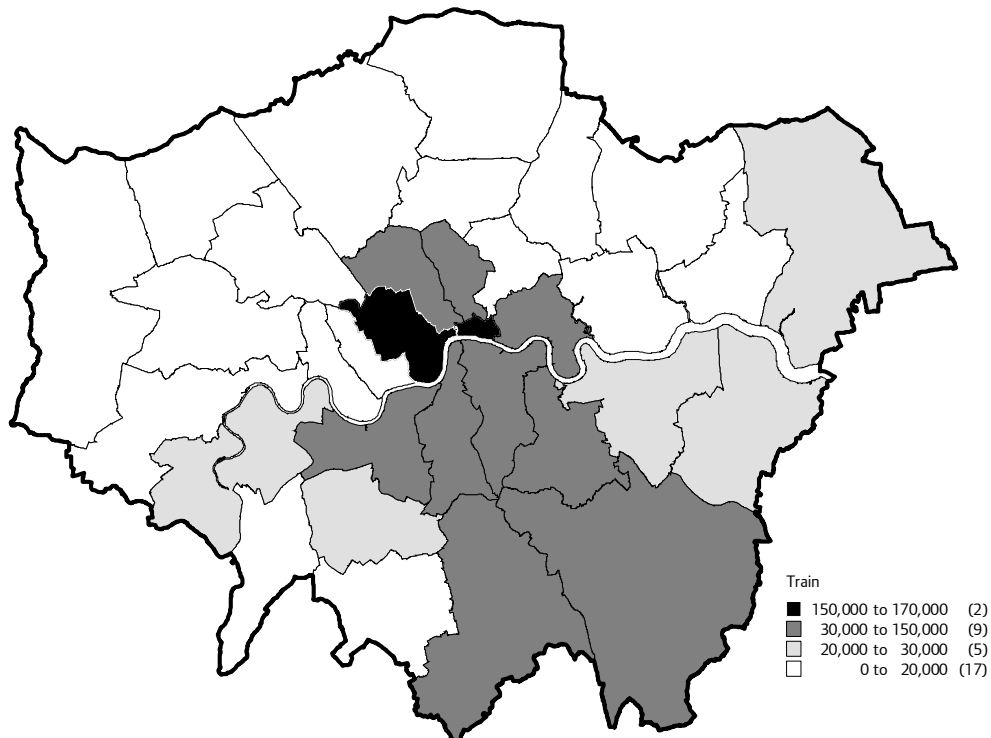 Train
150,000 to 170,000 (2)
30,000 to 150,000 (9)
20,000 to 30,000 (5)
0 to 20,000 (17)